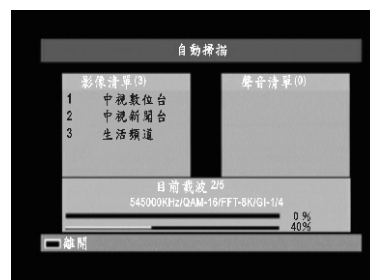 自動掃描
影像清單(3)
聲音清單(0)
1 中視數位台
2 中視新聞台
3 生活頻道
目前載波 2/5
545000KHz/QAM-16/FFT-8K/GI-1/4
0 %
40%
離開